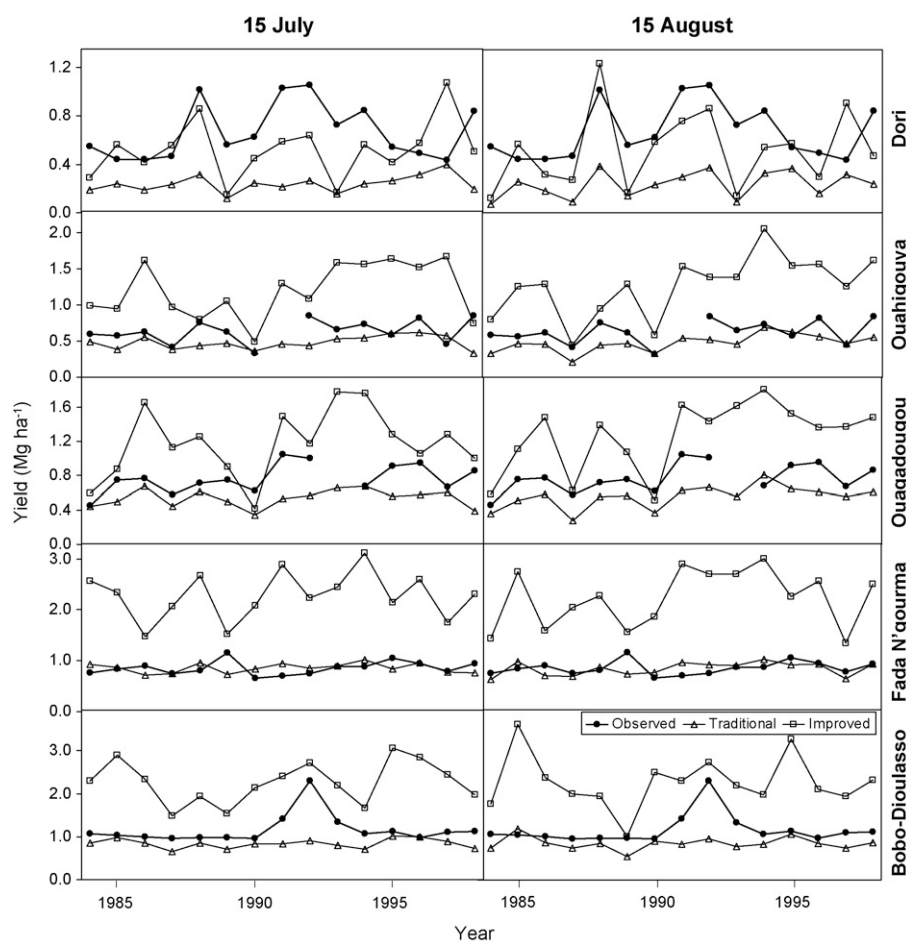 15 July 15 August
1.2
0.8
0.4
0.0
Dori
2.0
1.5
1.0
0.5
0.0
Ouahigouya
1.6
1.2
0.8
0.4
0.0
Ouagadougou
3.0
2.0
1.0
0.0
Fada N'gourma
Observed Traditional Improved
3.0
2.0
1.0
0.0
Bobo-Dioulasso
Yield (Mg ha-1)
1985 1990 1995 1985 1990 1995
Year